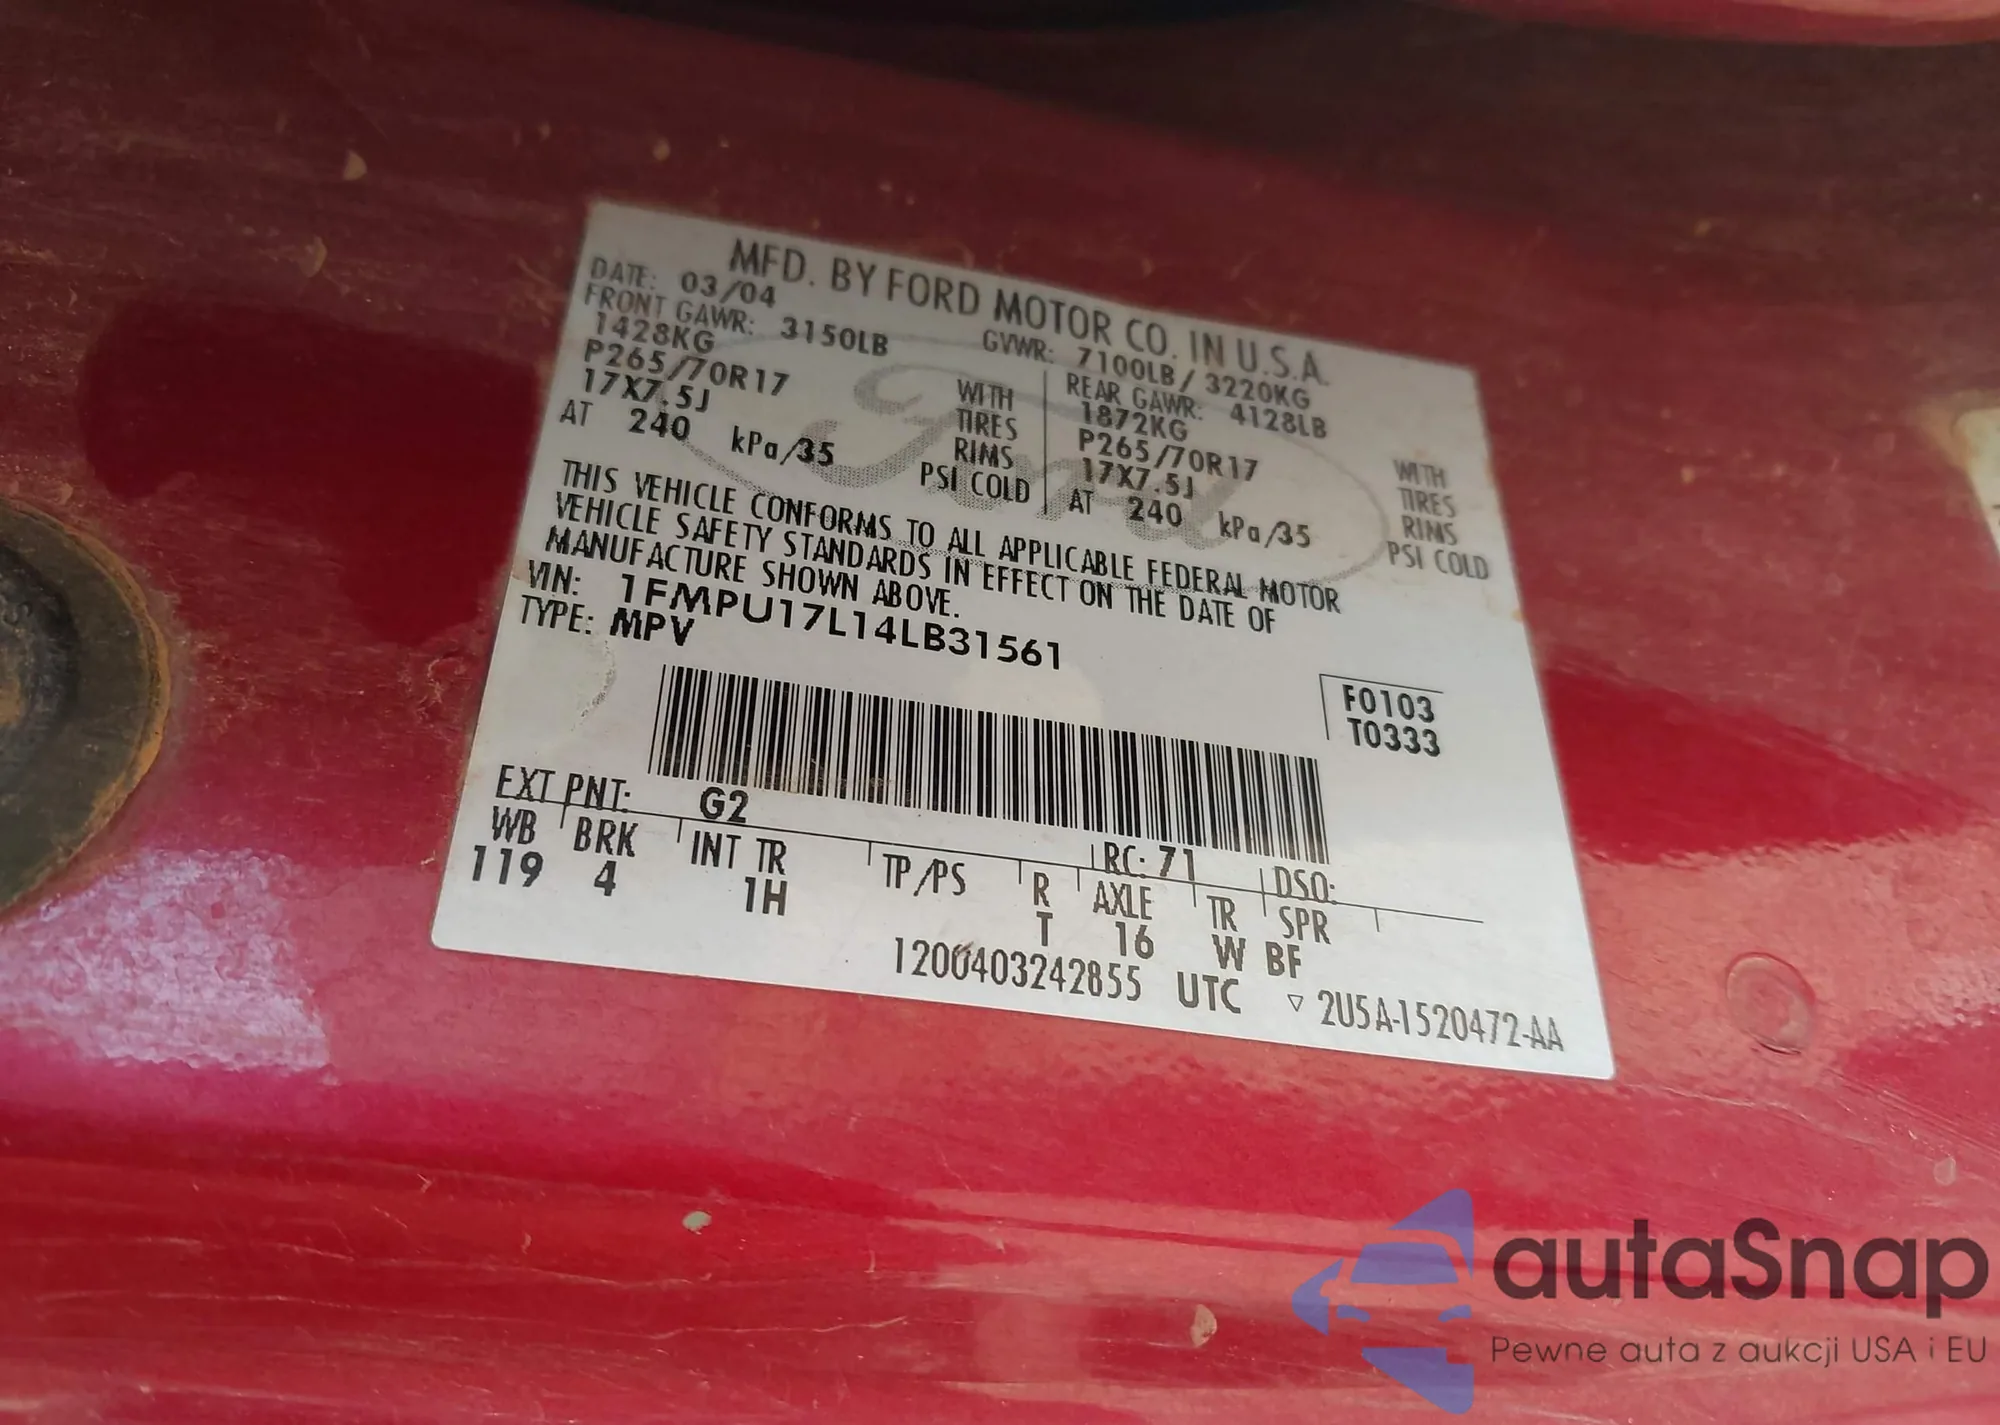 MFD. BY FORD MOTOR CO. IN U.S.A.
DATE: 03/04 GVWR: 7100LB / 3220KG
FRONT GAWR: 3150LB REAR GAWR: 4128LB
1428KG WITH 1872KG WITH
P265/70R17 TIRES P265/70R17 TIRES
17X7.5J RIMS 17X7.5J RIMS
AT 240 kPa/35 PSI COLD AT 240 kPa/35 PSI COLD
THIS VEHICLE CONFORMS TO ALL APPLICABLE FEDERAL MOTOR
VEHICLE SAFETY STANDARDS IN EFFECT ON THE DATE OF
MANUFACTURE SHOWN ABOVE.
VIN: 1FMPU17L14LB31561
TYPE: MPV
F0103
T0333
EXT PNT: G2 RC: 71 DSO:
WB BRK INT TR TP/PS R AXLE TR SPR
119 4 1H T 16 W BF
1200403242855 UTC ▽ 2U5A-1520472-AA
Ford
autaSnap
Pewne auta z aukcji USA i EU